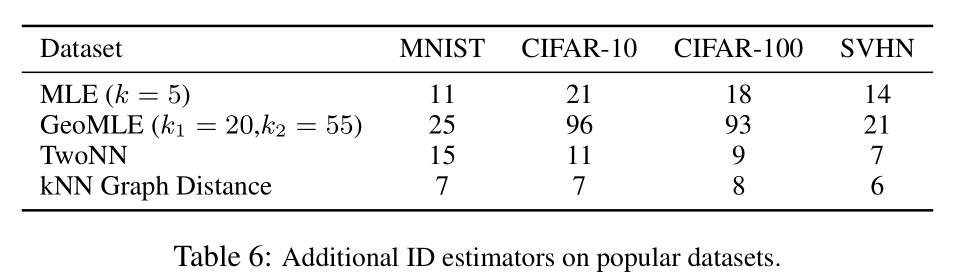 Dataset MNIST CIFAR-10 CIFAR-100 SVHN
MLE (k = 5) 11 21 18 14
GeoMLE (k₁ = 20,k₂ = 55) 25 96 93 21
TwoNN 15 11 9 7
kNN Graph Distance 7 7 8 6
Table 6: Additional ID estimators on popular datasets.